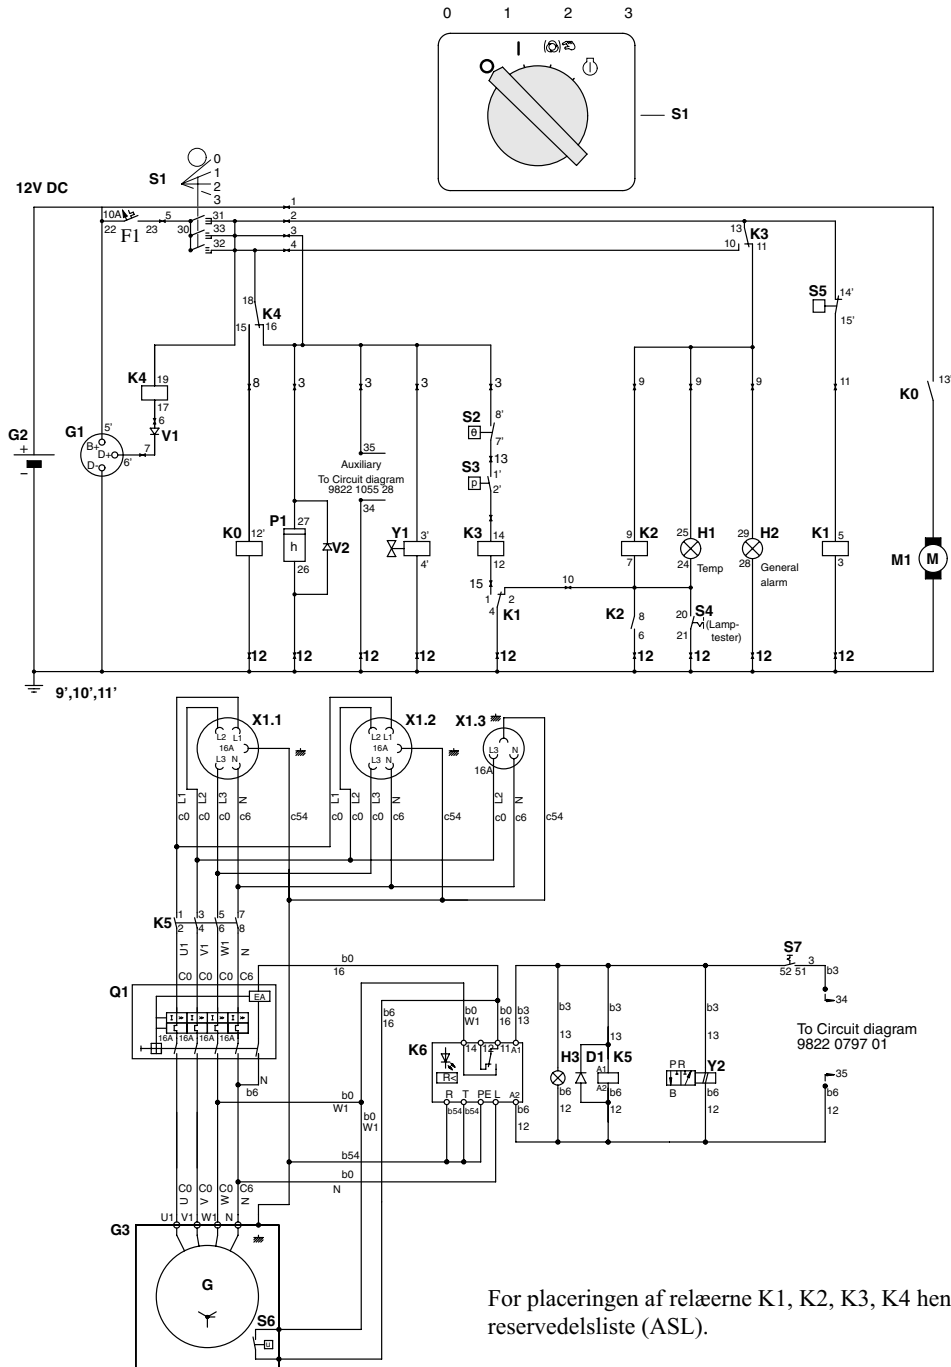 0 1 2 3
S1
S1
0
1
2
3
12V DC
1
10A 5 31 2
22 F1 23 30 33 3
32 4
13 K3
10 11
18 K4
15 16
S5 14'
15'
K4 19
17
8 3 3 3 3 9 9 9 11
K0 13'
6
V1
G2 + −
G1 5'
B+
D+ 6' 7
D-
S2 8'
θ 7'
13
S3 1'
p 2'
35
Auxiliary
To Circuit diagram
9822 1055 28
34
K0 12'
P1 27
h
26
V2
Y1 3'
4'
K3 14
12
9 K2
7
25 H1
24 Temp
29 H2
28 General
alarm
K1 5
3
M1 M
15
1 2
4 K1
10
K2 8
6
20 S4
21 (Lamp-
tester)
12 12 12 12 12 12 12 12 12
9',10',11'
X1.1 X1.2 X1.3
L2 L1
16A
L3 N
L2 L1
16A
L3 N
L3 N
16A
L1 L2 L3 N
c0 c0 c0 c6 c54
L1 L2 L3 N
c0 c0 c0 c6 c54
L2 N
c0 c6 c54
K5 1 3 5 7
2 4 6 8
U1 V1 W1 N
C0 C0 C0 C6
Q1
EA
I I I I
16A 16A 16A 16A
N
b6
b0
16
b0
W1
b0
W1
b6
16
b0
W1
b0
16
b3
13
K6 14 12 11 A1
R<
R T PE L A2
b54 b54 b6
12
b54
b0
N
S7
52 51 3
b3 b3 b3 b3
34
13 13 13
H3 D1 K5
A1
A2
P R
B
Y2
b6 b6 b6 b6
12 12 12 12
35
To Circuit diagram
9822 0797 01
C0 C0 C0 C6
U V W N
U1 V1 W1 N
G3
G
S6
u
For placeringen af relæerne K1, K2, K3, K4 hen
reservedelsliste (ASL).